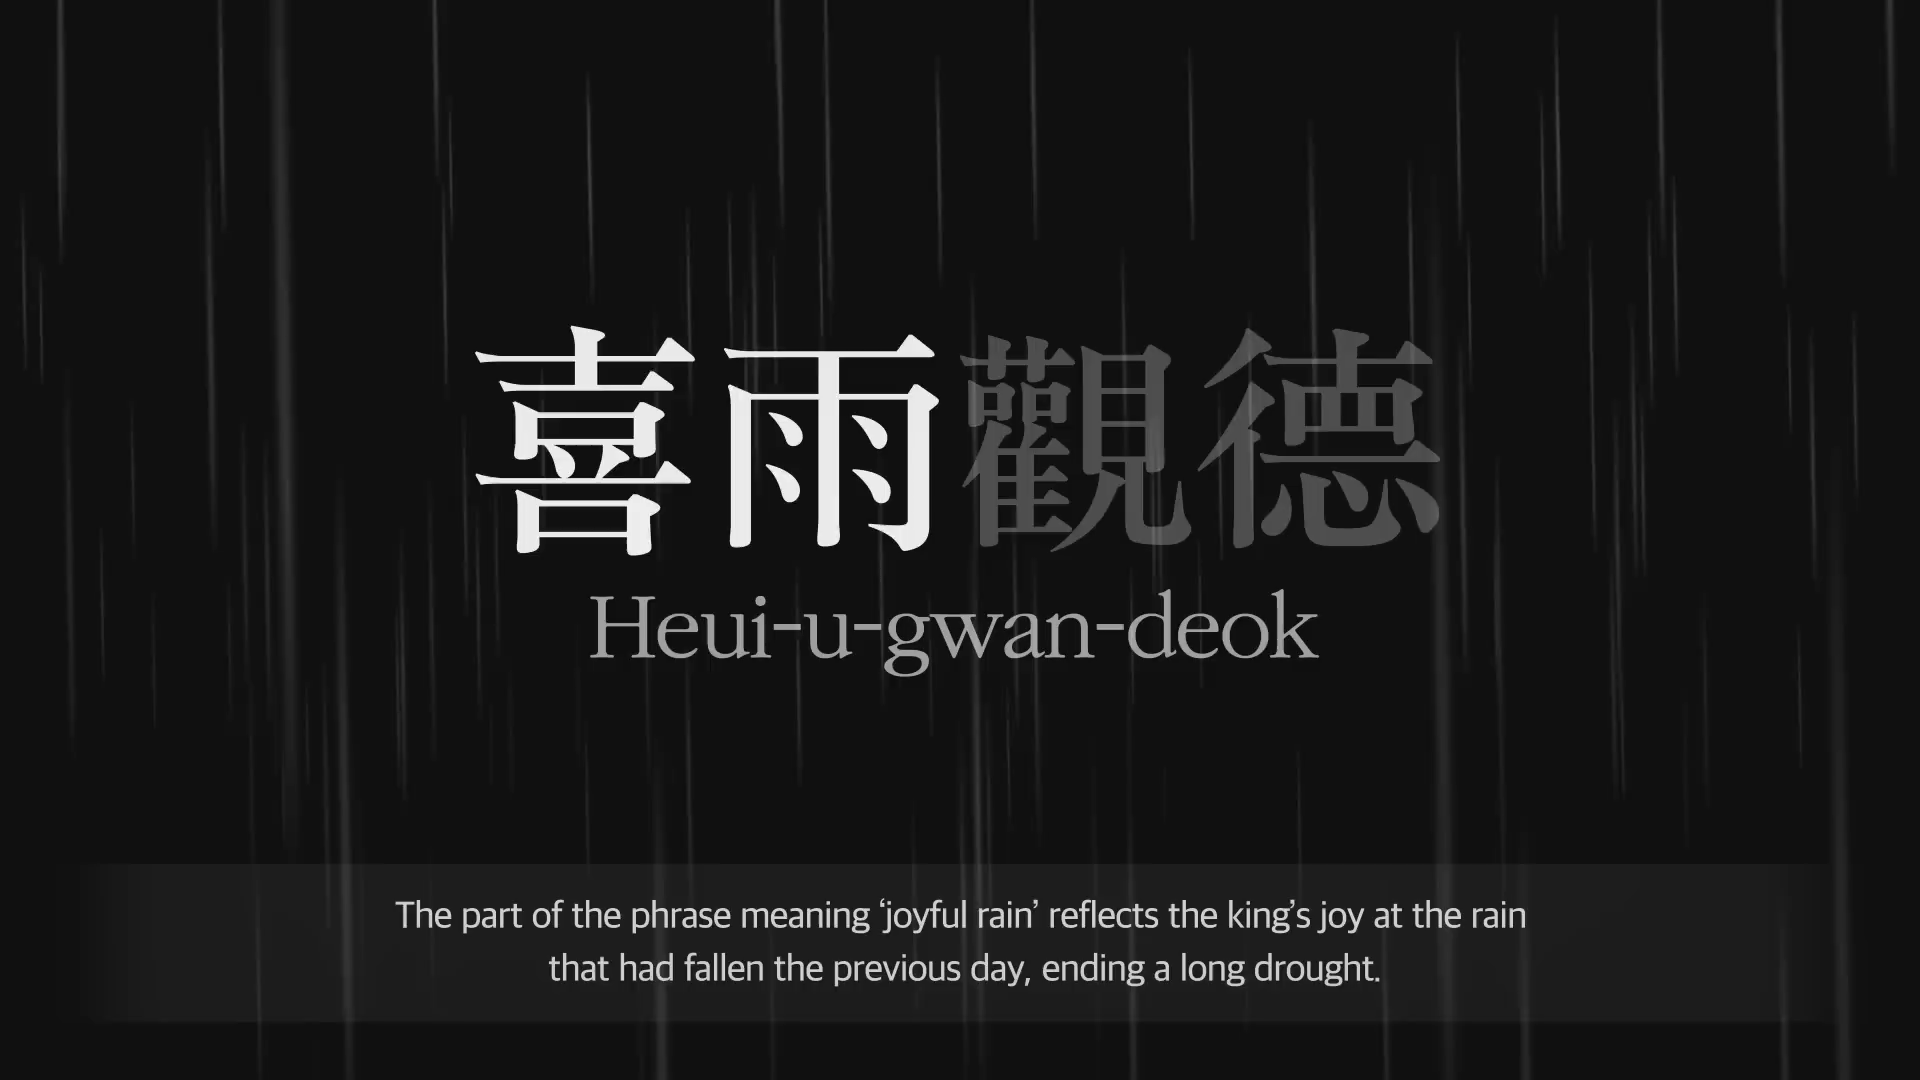 喜雨觀德
Heui-u-gwan-deok
The part of the phrase meaning ‘joyful rain’ reflects the king’s joy at the rain
that had fallen the previous day, ending a long drought.